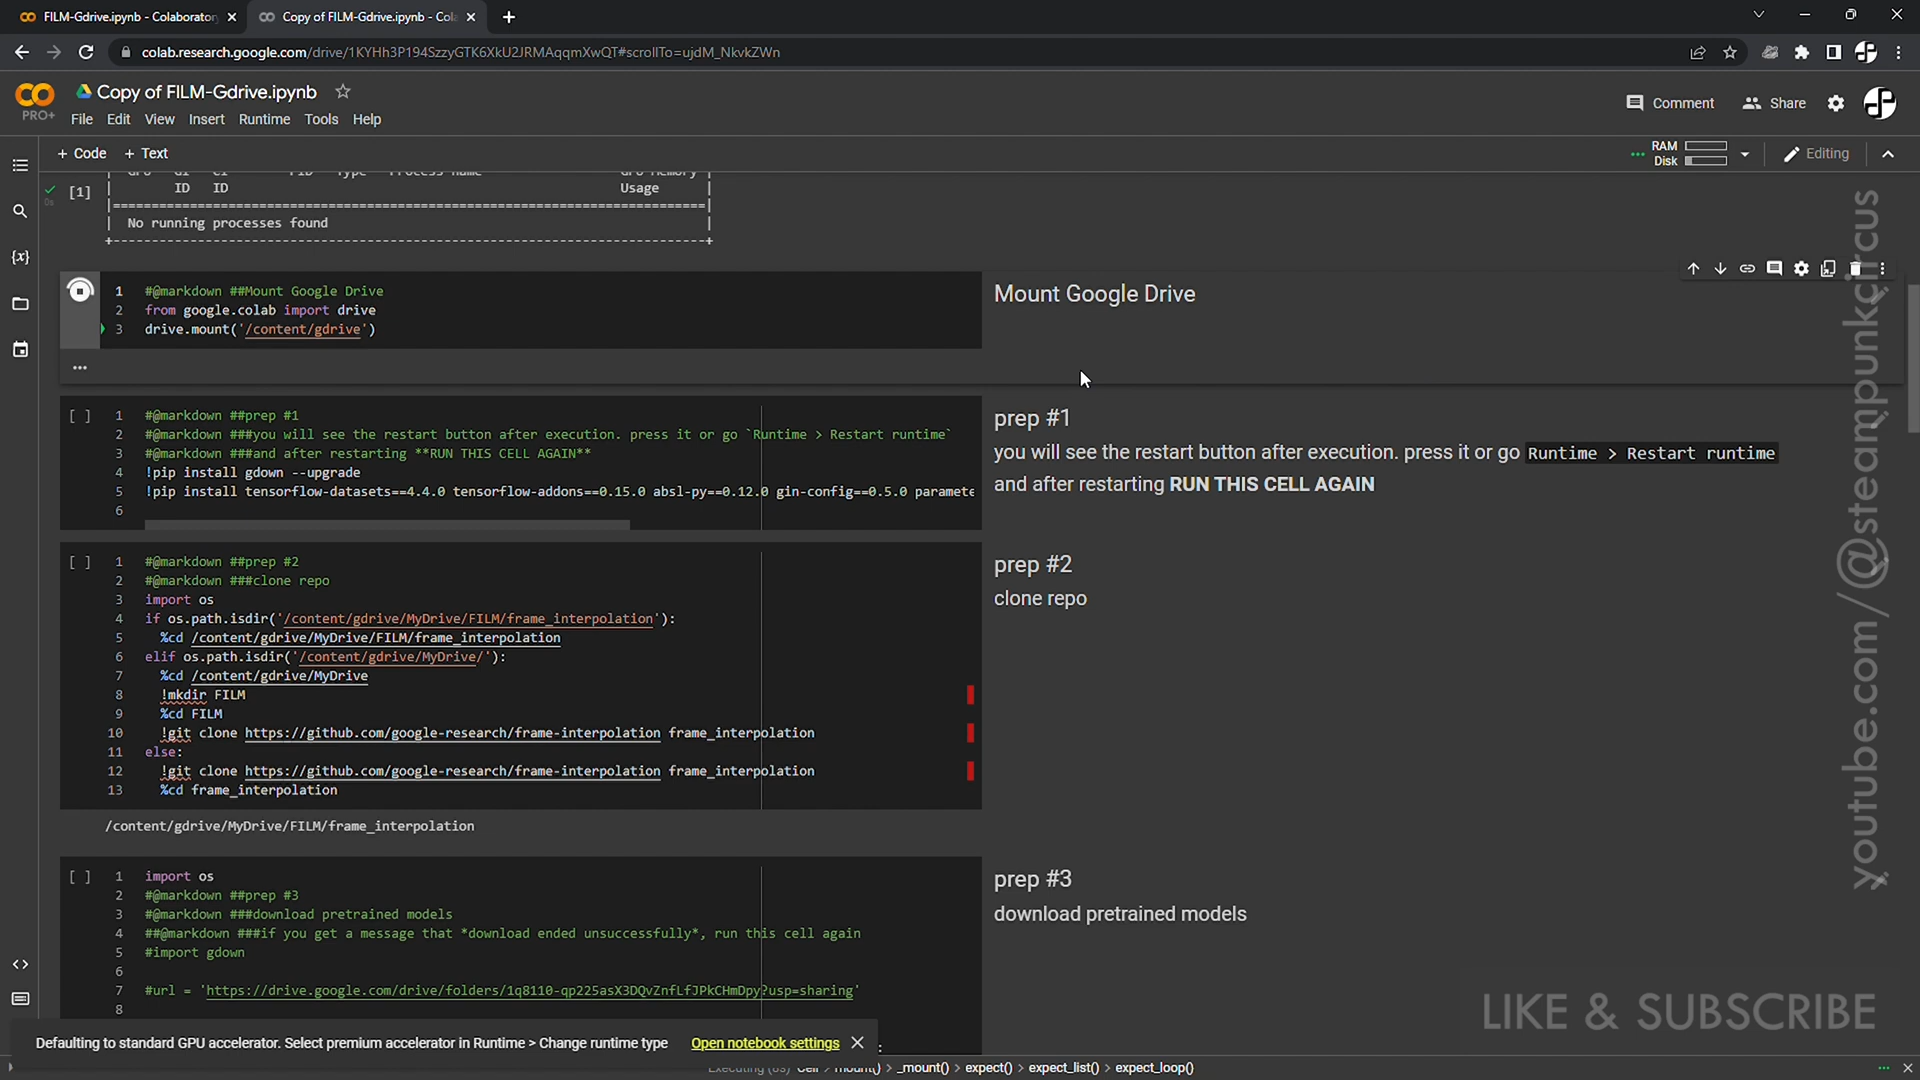 FILM-Gdrive.ipynb - Colaborator
Copy of FILM-Gdrive.ipynb - Col
colab.research.google.com/drive/1KYHh3P194SzzyGTK6XkU2JRMAqqmXwQT#scrollTo=ujdM_NkvkZWn
PRO+
Copy of FILM-Gdrive.ipynb
File Edit View Insert Runtime Tools Help
Comment
Share
+ Code + Text
RAM
Disk
Editing
[1]
ID ID Usage
No running processes found
1 #@markdown ##Mount Google Drive
2 from google.colab import drive
3 drive.mount('/content/gdrive')
Mount Google Drive
[ ]
1 #@markdown ##prep #1
2 #@markdown ###you will see the restart button after execution. press it or go `Runtime > Restart runtime`
3 #@markdown ###and after restarting **RUN THIS CELL AGAIN**
4 !pip install gdown --upgrade
5 !pip install tensorflow-datasets==4.4.0 tensorflow-addons==0.15.0 absl-py==0.12.0 gin-config==0.5.0 paramete
6
prep #1
you will see the restart button after execution. press it or go Runtime > Restart runtime
and after restarting RUN THIS CELL AGAIN
[ ]
1 #@markdown ##prep #2
2 #@markdown ###clone repo
3 import os
4 if os.path.isdir('/content/gdrive/MyDrive/FILM/frame_interpolation'):
5 %cd /content/gdrive/MyDrive/FILM/frame_interpolation
6 elif os.path.isdir('/content/gdrive/MyDrive/'):
7 %cd /content/gdrive/MyDrive
8 !mkdir FILM
9 %cd FILM
10 !git clone https://github.com/google-research/frame-interpolation frame_interpolation
11 else:
12 !git clone https://github.com/google-research/frame-interpolation frame_interpolation
13 %cd frame_interpolation
prep #2
clone repo
/content/gdrive/MyDrive/FILM/frame_interpolation
[ ]
1 import os
2 #@markdown ##prep #3
3 #@markdown ###download pretrained models
4 ##@markdown ###if you get a message that *download ended unsuccessfully*, run this cell again
5 #import gdown
6
7 #url = 'https://drive.google.com/drive/folders/1q8110-qp225asX3DQvZnfLfJPkCHmDpy?usp=sharing'
8
prep #3
download pretrained models
youtube.com/@steampunkcircus
LIKE & SUBSCRIBE
Defaulting to standard GPU accelerator. Select premium accelerator in Runtime > Change runtime type Open notebook settings
_mount() > expect() > expect_list() > expect_loop()